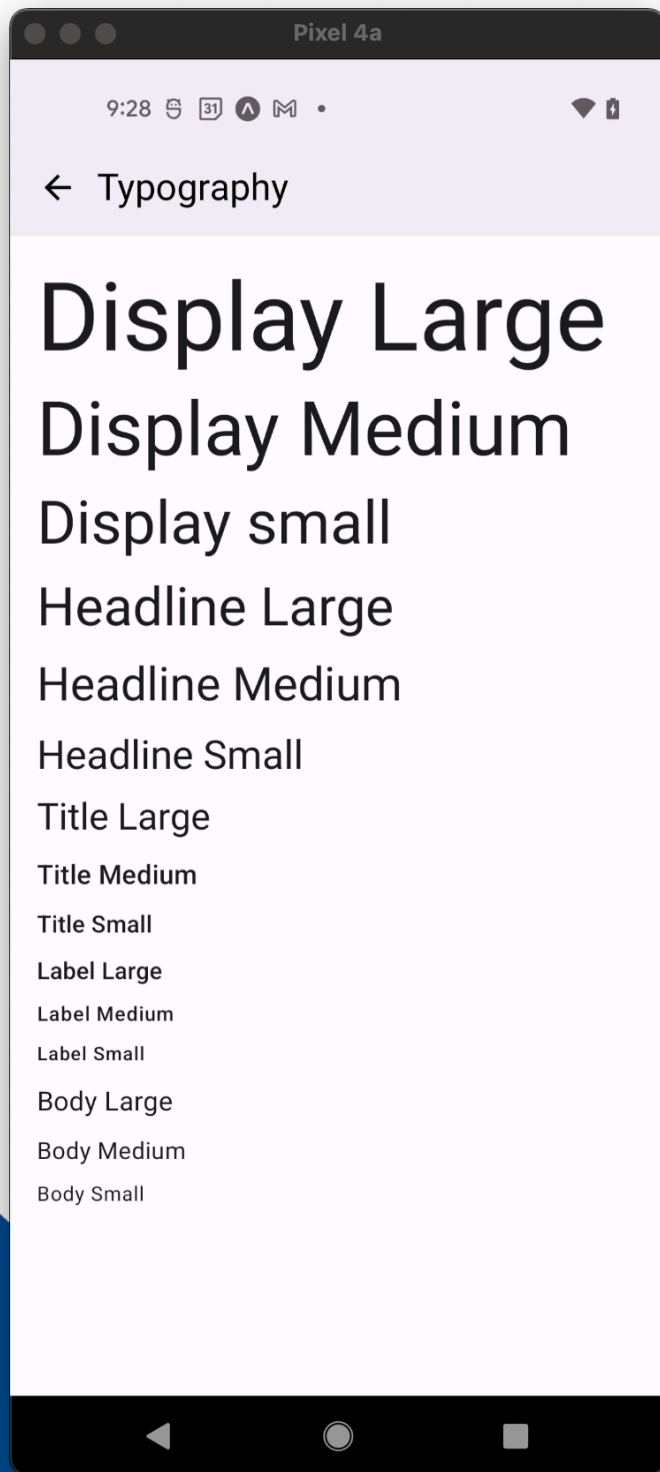 Pixel 4a
9:28 31
Typography
Display Large
Display Medium
Display small
Headline Large
Headline Medium
Headline Small
Title Large
Title Medium
Title Small
Label Large
Label Medium
Label Small
Body Large
Body Medium
Body Small